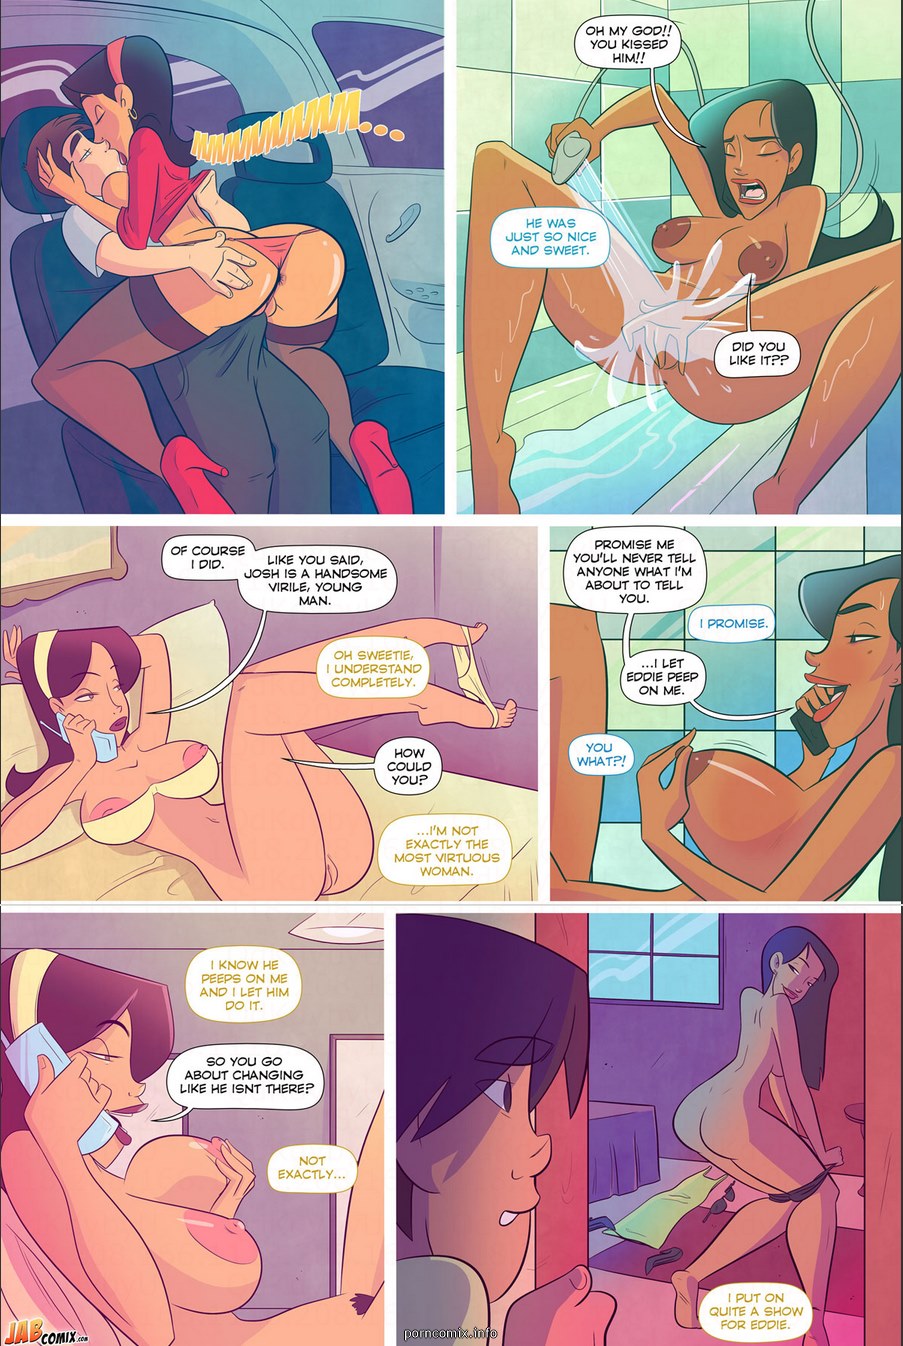 MMMMMMMMM...
OH MY GOD!!
YOU KISSED
HIM!!
HE WAS
JUST SO NICE
AND SWEET.
DID YOU
LIKE IT??
OF COURSE
I DID.
LIKE YOU SAID,
JOSH IS A HANDSOME
VIRILE, YOUNG
MAN.
OH SWEETIE,
I UNDERSTAND
COMPLETELY.
HOW
COULD
YOU?
...I'M NOT
EXACTLY THE
MOST VIRTUOUS
WOMAN.
PROMISE ME
YOU'LL NEVER TELL
ANYONE WHAT I'M
ABOUT TO TELL
YOU.
I PROMISE.
...I LET
EDDIE PEEP
ON ME.
YOU
WHAT?!
I KNOW HE
PEEPS ON ME
AND I LET HIM
DO IT.
SO YOU GO
ABOUT CHANGING
LIKE HE ISNT THERE?
NOT
EXACTLY...
I PUT ON
QUITE A SHOW
FOR EDDIE.
JAB COMIX.com
porncomix.info